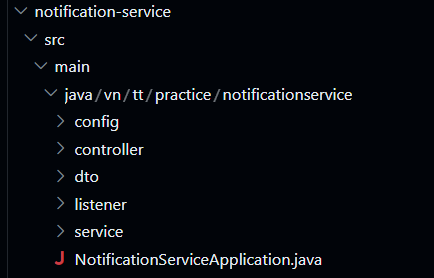 notification-service
src
main
java/vn/tt/practice/notificationservice
config
controller
dto
listener
service
NotificationServiceApplication.java